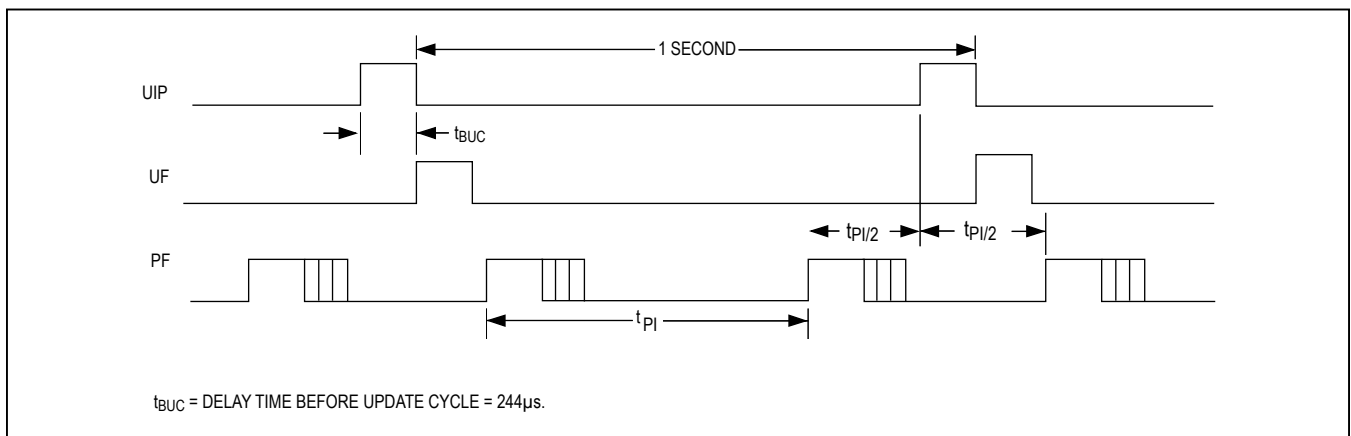 1 SECOND
UIP
tBUC
UF
tPI/2 tPI/2
PF
tPI
tBUC = DELAY TIME BEFORE UPDATE CYCLE = 244µs.